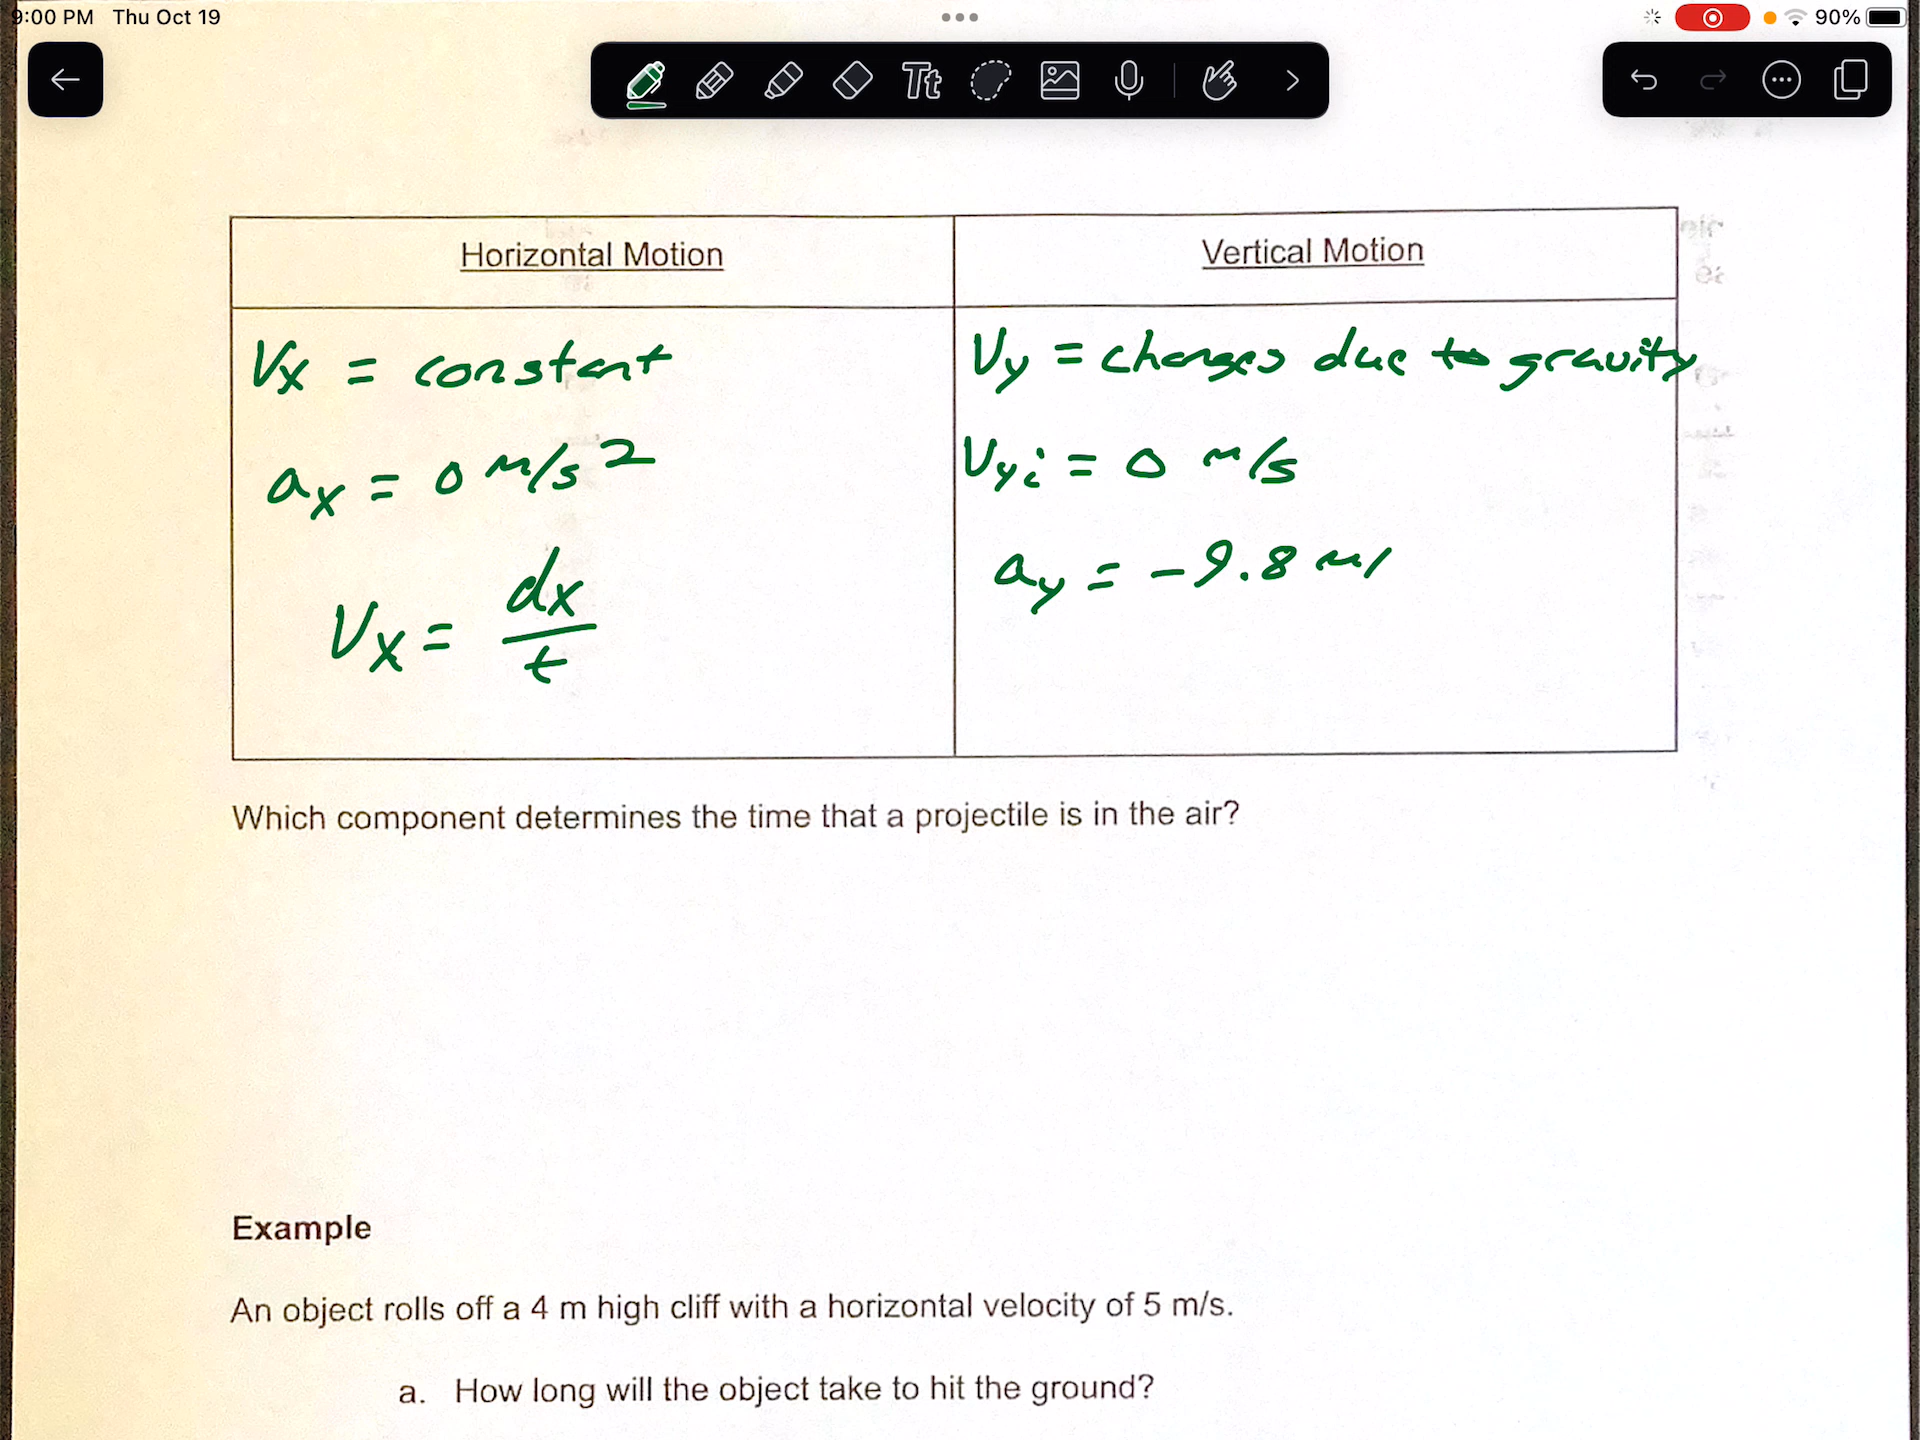 9:00 PM Thu Oct 19
90%
Tt
Horizontal Motion
Vertical Motion
Vx = constant
ax = 0 m/s2
Vx = dx
t
Vy = changes due to gravity
Vyi = 0 m/s
ay = -9.8 m/
Which component determines the time that a projectile is in the air?
Example
An object rolls off a 4 m high cliff with a horizontal velocity of 5 m/s.
a. How long will the object take to hit the ground?